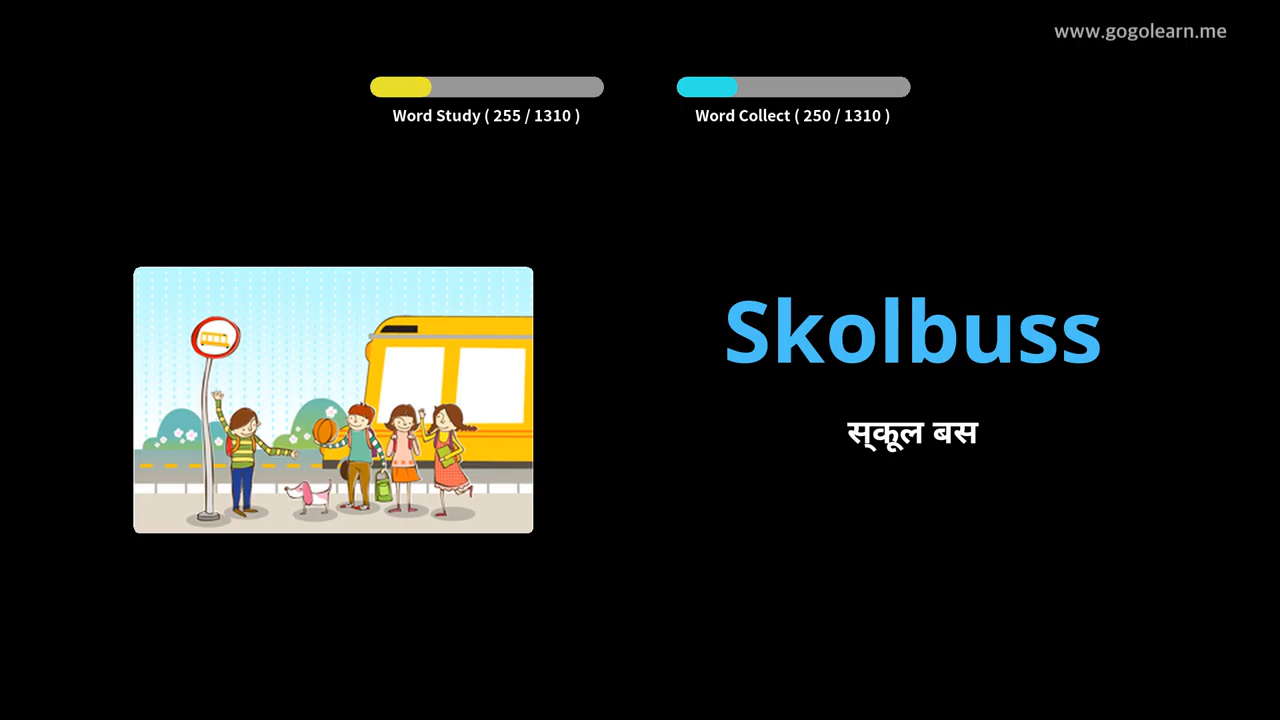 www.gogolearn.me
Word Study ( 255 / 1310 )
Word Collect ( 250 / 1310 )
Skolbuss
स्कूल बस